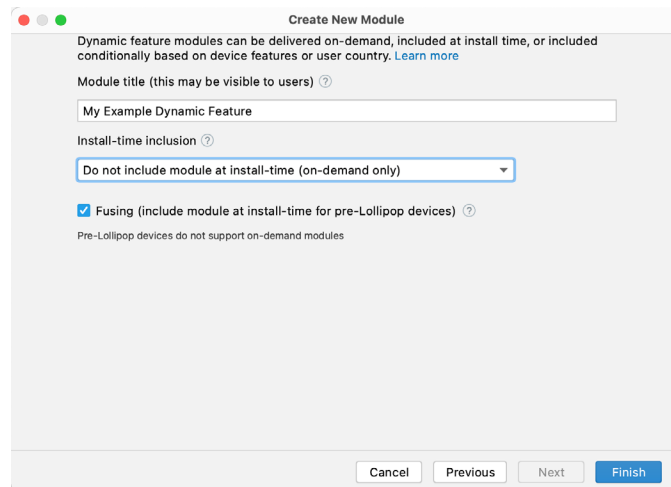 Create New Module
Dynamic feature modules can be delivered on-demand, included at install time, or included
conditionally based on device features or user country. Learn more
Module title (this may be visible to users) ?
My Example Dynamic Feature
Install-time inclusion ?
Do not include module at install-time (on-demand only)
Fusing (include module at install-time for pre-Lollipop devices) ?
Pre-Lollipop devices do not support on-demand modules
Cancel Previous Next Finish